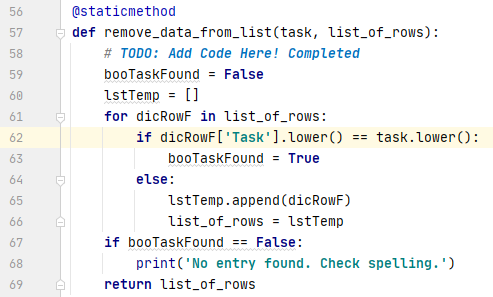 56 @staticmethod
57 def remove_data_from_list(task, list_of_rows):
58 # TODO: Add Code Here! Completed
59 booTaskFound = False
60 lstTemp = []
61 for dicRowF in list_of_rows:
62 if dicRowF['Task'].lower() == task.lower():
63 booTaskFound = True
64 else:
65 lstTemp.append(dicRowF)
66 list_of_rows = lstTemp
67 if booTaskFound == False:
68 print('No entry found. Check spelling.')
69 return list_of_rows